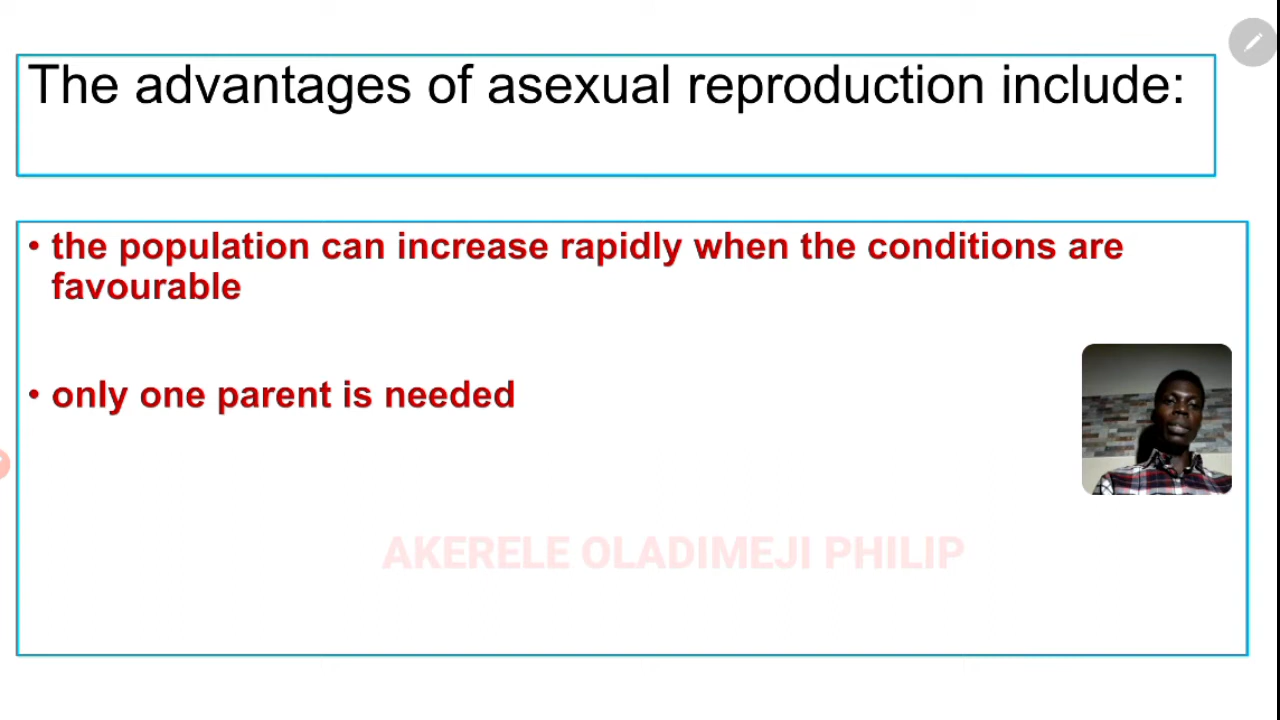 The advantages of asexual reproduction include:
• the population can increase rapidly when the conditions are
favourable
• only one parent is needed
AKERELE OLADIMEJI PHILIP